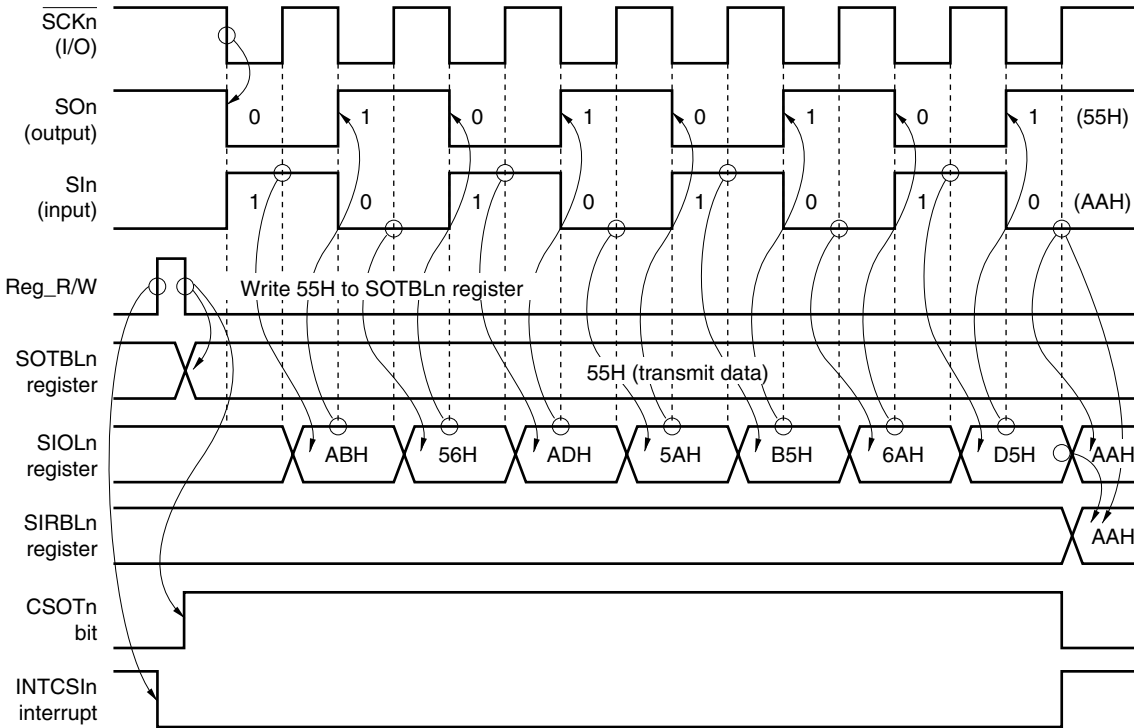 SCKn
(I/O)
SOn
(output)
0 1 0 1 0 1 0 1 (55H)
SIn
(input)
1 0 1 0 1 0 1 0 (AAH)
Reg_R/W
Write 55H to SOTBLn register
SOTBLn
register
55H (transmit data)
SIOLn
register
ABH 56H ADH 5AH B5H 6AH D5H AAH
SIRBLn
register
AAH
CSOTn
bit
INTCSIn
interrupt